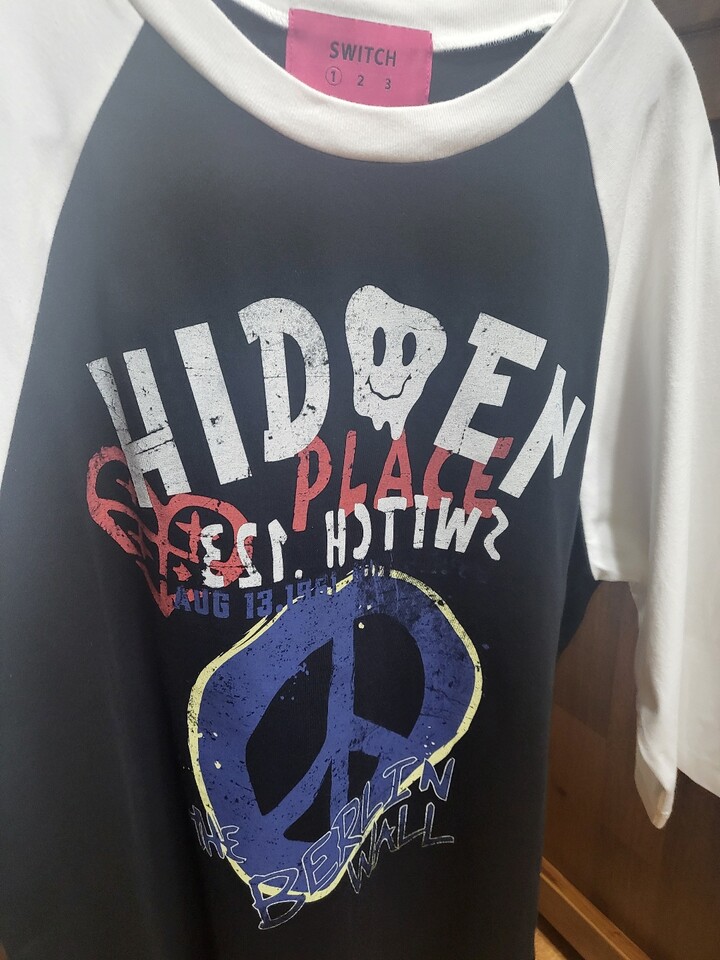 SWITCH
1 2 3
HIDDEN
PLACE
SWITCH .123
AUG 13.1961
THE
BERLIN
WALL